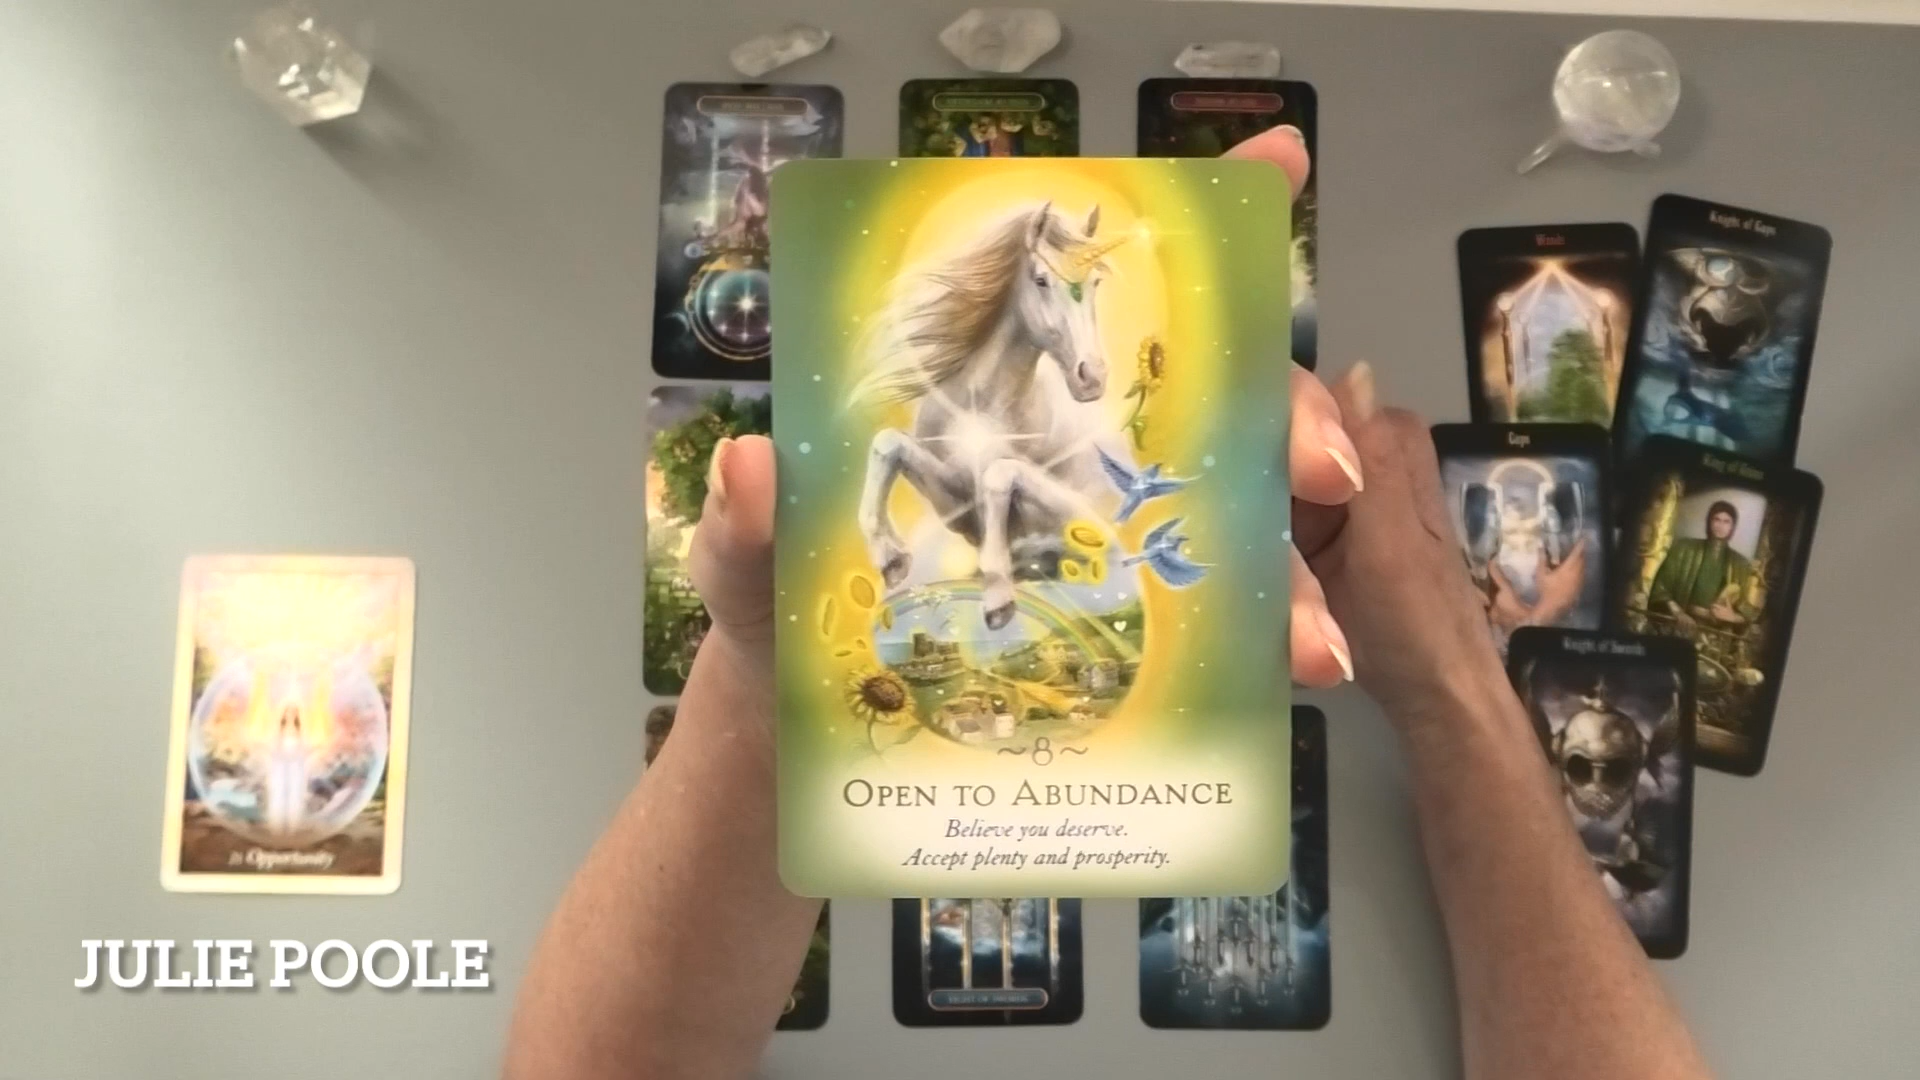 Wands
Knight of Cups
Cups
King of Coins
Knight of Swords
~8~
OPEN TO ABUNDANCE
Believe you deserve.
Accept plenty and prosperity.
Opportunity
JULIE POOLE